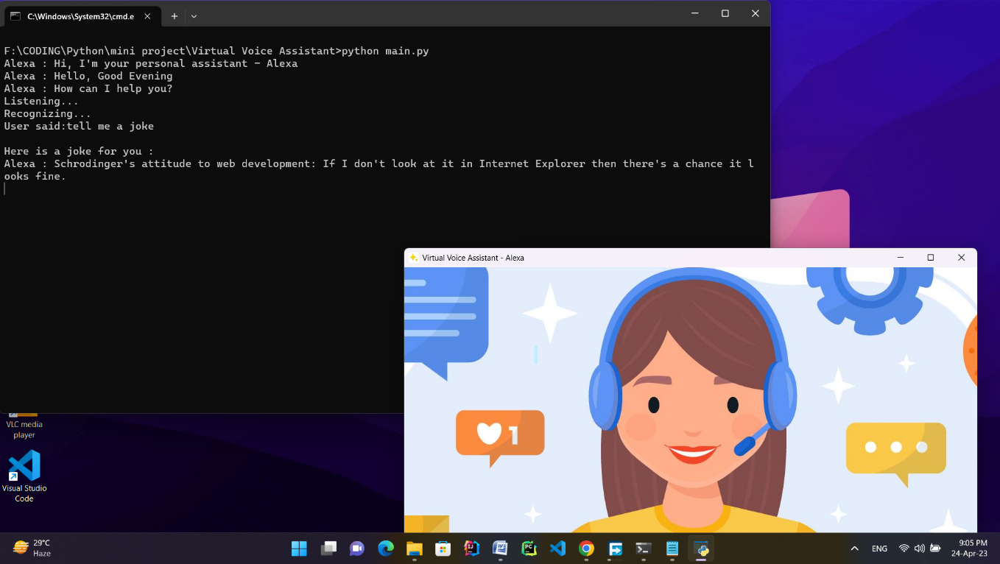 C:\Windows\System32\cmd.e
F:\CODING\Python\mini project\Virtual Voice Assistant>python main.py
Alexa : Hi, I'm your personal assistant - Alexa
Alexa : Hello, Good Evening
Alexa : How can I help you?
Listening...
Recognizing...
User said:tell me a joke
Here is a joke for you :
Alexa : Schrodinger's attitude to web development: If I don't look at it in Internet Explorer then there's a chance it l
ooks fine.
Virtual Voice Assistant - Alexa
1
VLC media
player
Visual Studio
Code
29°C
Haze
ENG
9:05 PM
24-Apr-23